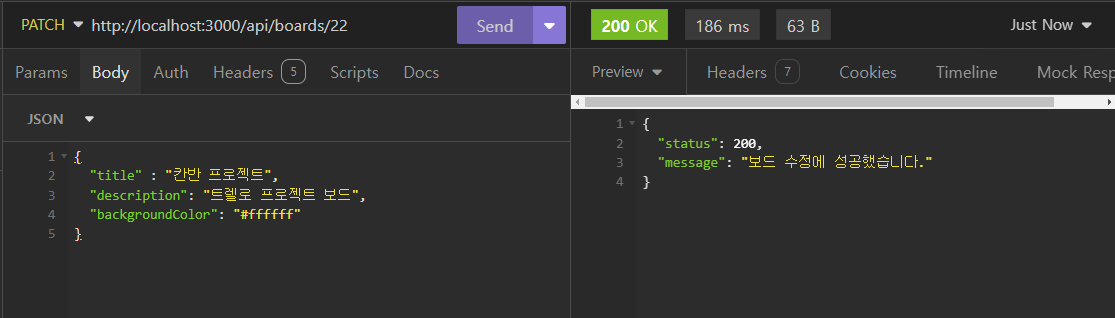 PATCH http://localhost:3000/api/boards/22 Send
200 OK 186 ms 63 B Just Now
Params Body Auth Headers 5 Scripts Docs
Preview Headers 7 Cookies Timeline Mock Resp
JSON
1 {
2 "title" : "칸반 프로젝트",
3 "description": "트렐로 프로젝트 보드",
4 "backgroundColor": "#ffffff"
5 }
1 {
2 "status": 200,
3 "message": "보드 수정에 성공했습니다."
4 }